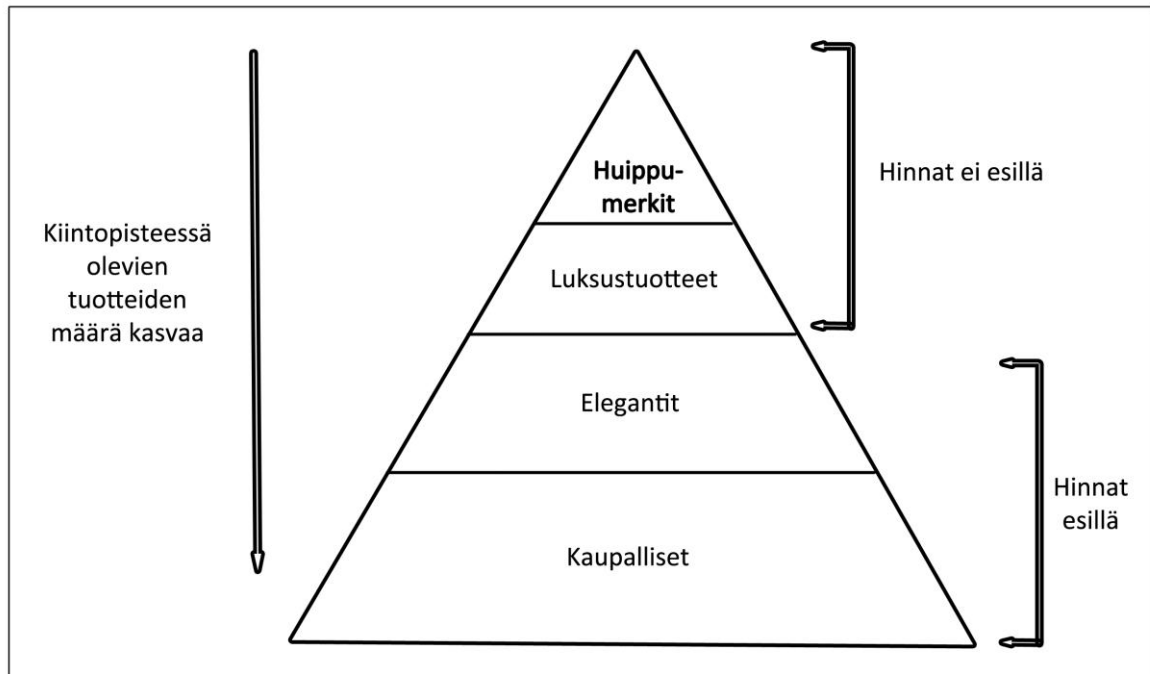 Kiintopisteessä
olevien
tuotteiden
määrä kasvaa
Huippu-
merkit
Luksustuotteet
Elegantit
Kaupalliset
Hinnat ei esillä
Hinnat
esillä